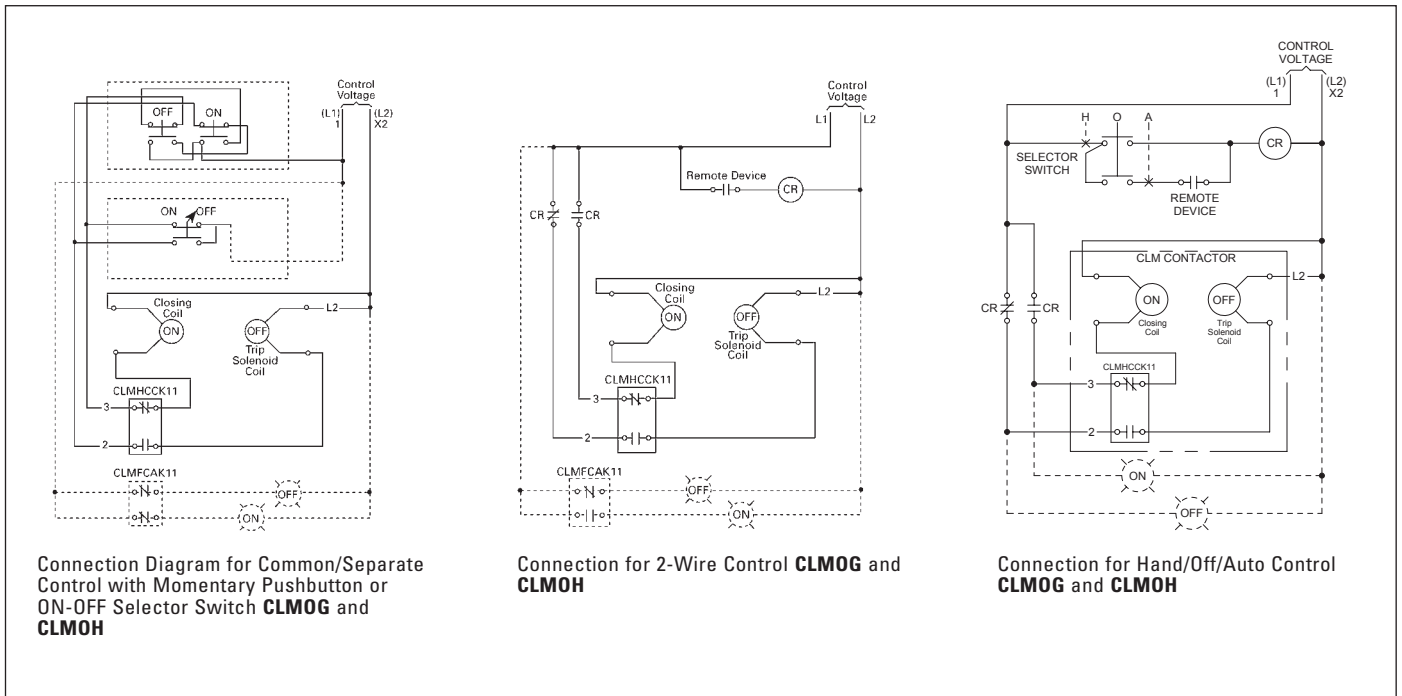 Control
Voltage
(L1) (L2)
1 X2
OFF ON
ON OFF
Closing
Coil
ON
L2
OFF
Trip
Solenoid
Coil
CLMHCCK11
3
2
CLMFCAK11
OFF
ON
Connection Diagram for Common/Separate
Control with Momentary Pushbutton or
ON-OFF Selector Switch CLMOG and
CLMOH
Control
Voltage
L1 L2
Remote Device
CR
CR CR
Closing
Coil
ON
L2
OFF
Trip
Solenoid
Coil
CLMHCCK11
3
2
CLMFCAK11
OFF
ON
Connection for 2-Wire Control CLMOG and
CLMOH
CONTROL
VOLTAGE
(L1) (L2)
1 X2
H O A
CR
SELECTOR
SWITCH
REMOTE
DEVICE
CLM CONTACTOR
L2
ON OFF
CR CR
Closing
Coil
Trip
Solenoid
Coil
CLMHCCK11
3
2
ON
OFF
Connection for Hand/Off/Auto Control
CLMOG and CLMOH